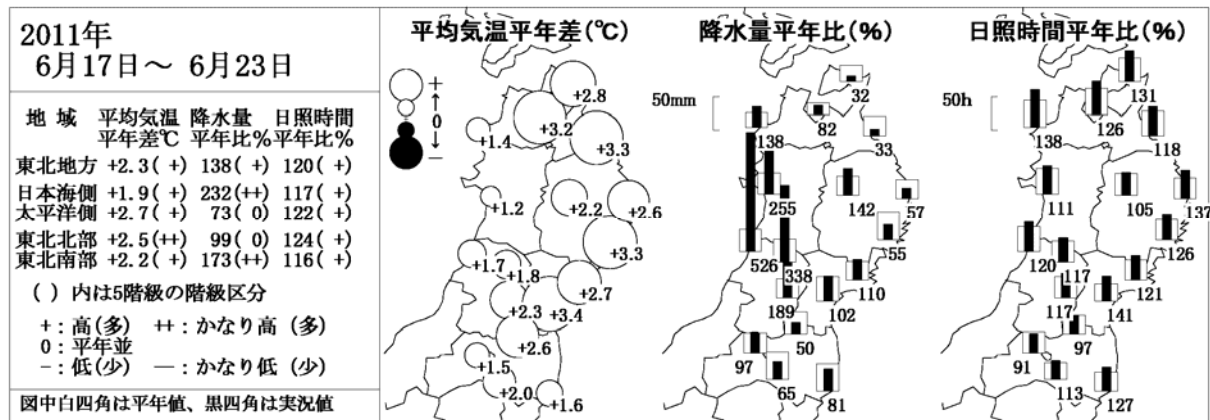 2011年
6月17日～ 6月23日
地 域 平均気温 降水量 日照時間
平年差℃ 平年比% 平年比%
東北地方 +2.3( +) 138( +) 120( +)
日本海側 +1.9( +) 232(++) 117( +)
太平洋側 +2.7( +) 73( 0) 122( +)
東北北部 +2.5(++) 99( 0) 124( +)
東北南部 +2.2( +) 173(++) 116( +)
( ) 内は5階級の階級区分
+：高(多) ++：かなり高 (多)
0：平年並
−：低(少) —：かなり低 (少)
図中白四角は平年値、黒四角は実況値
平均気温平年差(℃)
+
↑
0
↓
−
+2.8
+3.2
+1.4
+3.3
+1.2
+2.2
+2.6
+3.3
+1.7
+1.8
+2.7
+2.3
+3.4
+2.6
+1.5
+2.0
+1.6
降水量平年比(%)
50mm
32
82
138
33
255
142
57
55
526
338
110
189
102
50
97
65
81
日照時間平年比(%)
50h
131
126
138
118
111
105
137
126
120
117
121
117
141
97
91
113
127